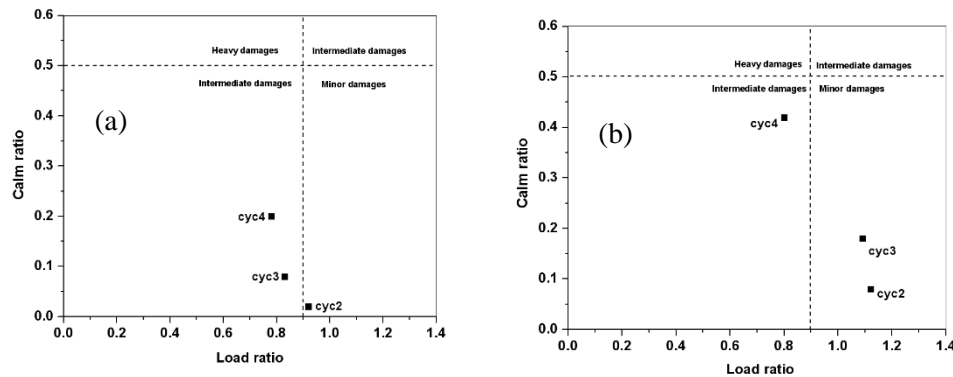 0.6
Heavy damages
Intermediate damages
0.5
Intermediate damages
Minor damages
(a)
0.4
Calm ratio
0.3
0.2
cyc4
0.1
cyc3
cyc2
0.0
0.0
0.2
0.4
0.6
0.8
1.0
1.2
1.4
Load ratio
0.6
Heavy damages
Intermediate damages
0.5
Intermediate damages
Minor damages
cyc4
(b)
0.4
Calm ratio
0.3
0.2
cyc3
0.1
cyc2
0.0
0.0
0.2
0.4
0.6
0.8
1.0
1.2
1.4
Load ratio